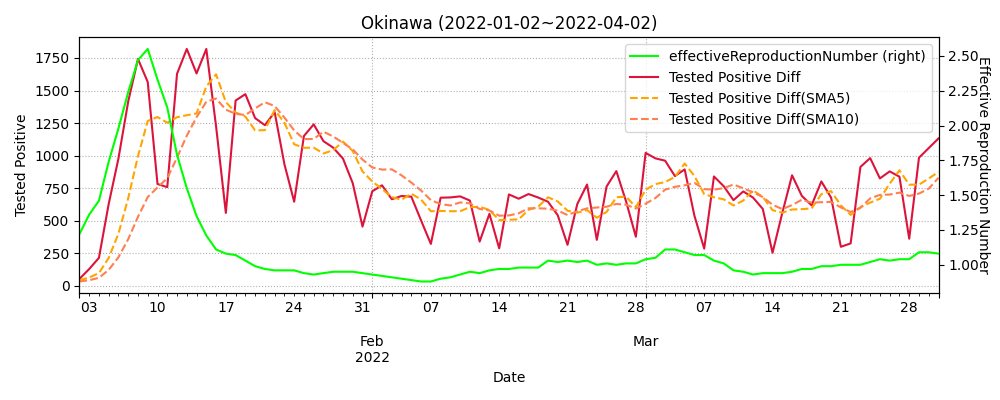 Okinawa (2022-01-02~2022-04-02)
effectiveReproductionNumber (right)
Tested Positive Diff
Tested Positive Diff(SMA5)
Tested Positive Diff(SMA10)
Tested Positive
1750
1500
1250
1000
750
500
250
0
2.50
2.25
2.00
1.75
1.50
1.25
1.00
Effective Reproduction Number
03 10 17 24 31 07 14 21 28 07 14 21 28
Feb Mar
2022
Date